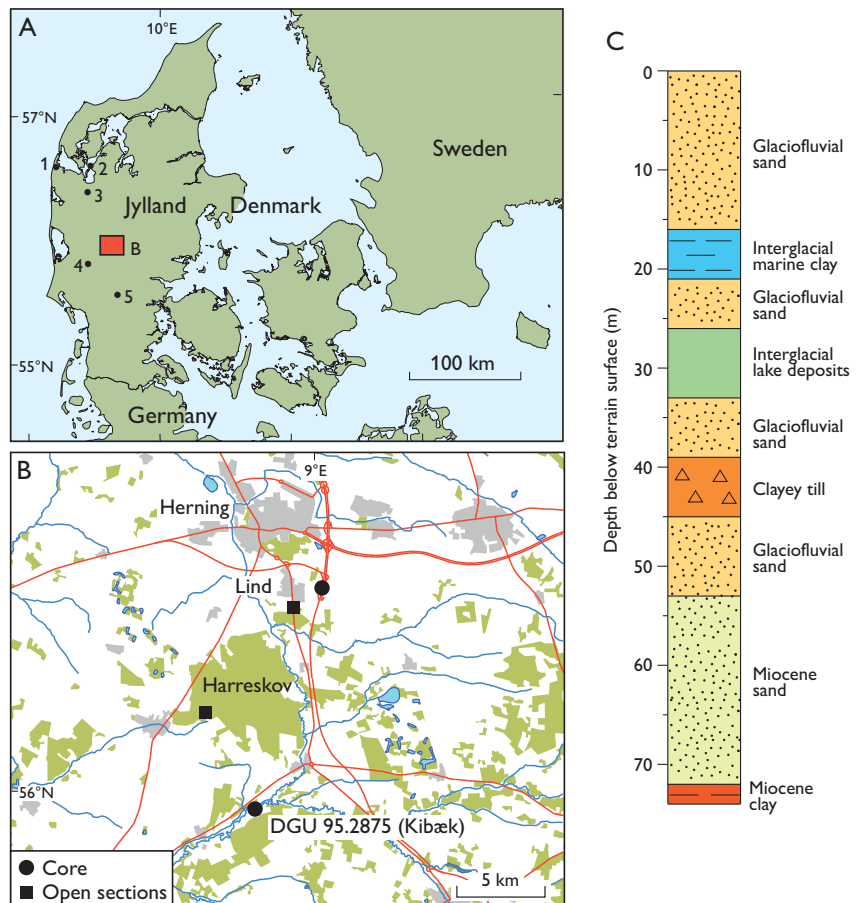 A
10°E
57°N
1
2
3
Jylland
Denmark
Sweden
B
4
5
100 km
55°N
Germany
B
9°E
Herning
Lind
Harreskov
56°N
DGU 95.2875 (Kibæk)
Core
Open sections
5 km
C
Depth below terrain surface (m)
0
10
20
30
40
50
60
70
Glaciofluvial
sand
Interglacial
marine clay
Glaciofluvial
sand
Interglacial
lake deposits
Glaciofluvial
sand
Clayey till
Glaciofluvial
sand
Miocene
sand
Miocene
clay